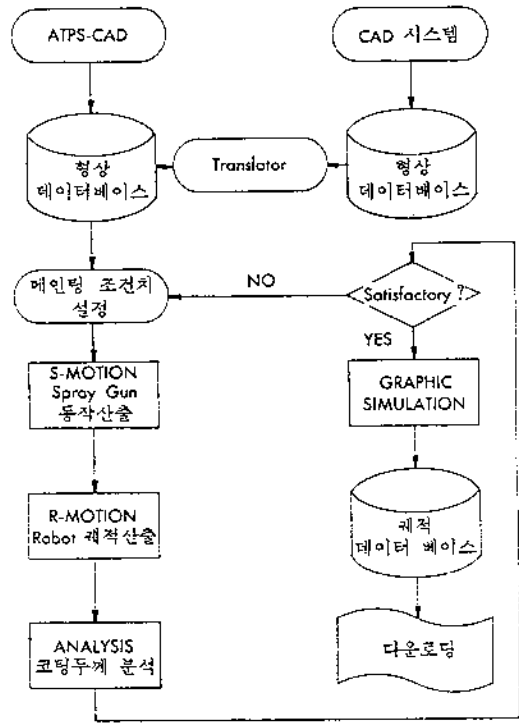 ATPS-CAD
CAD 시스템
형상
데이터베이스
Translator
형상
데이터베이스
페인팅 조건치
설정
NO
Satisfactory ?
YES
S-MOTION
Spray Gun
동작산출
GRAPHIC
SIMULATION
R-MOTION
Robot 궤적산출
궤적
데이터 베이스
ANALYSIS
코팅두께 분석
다운로딩